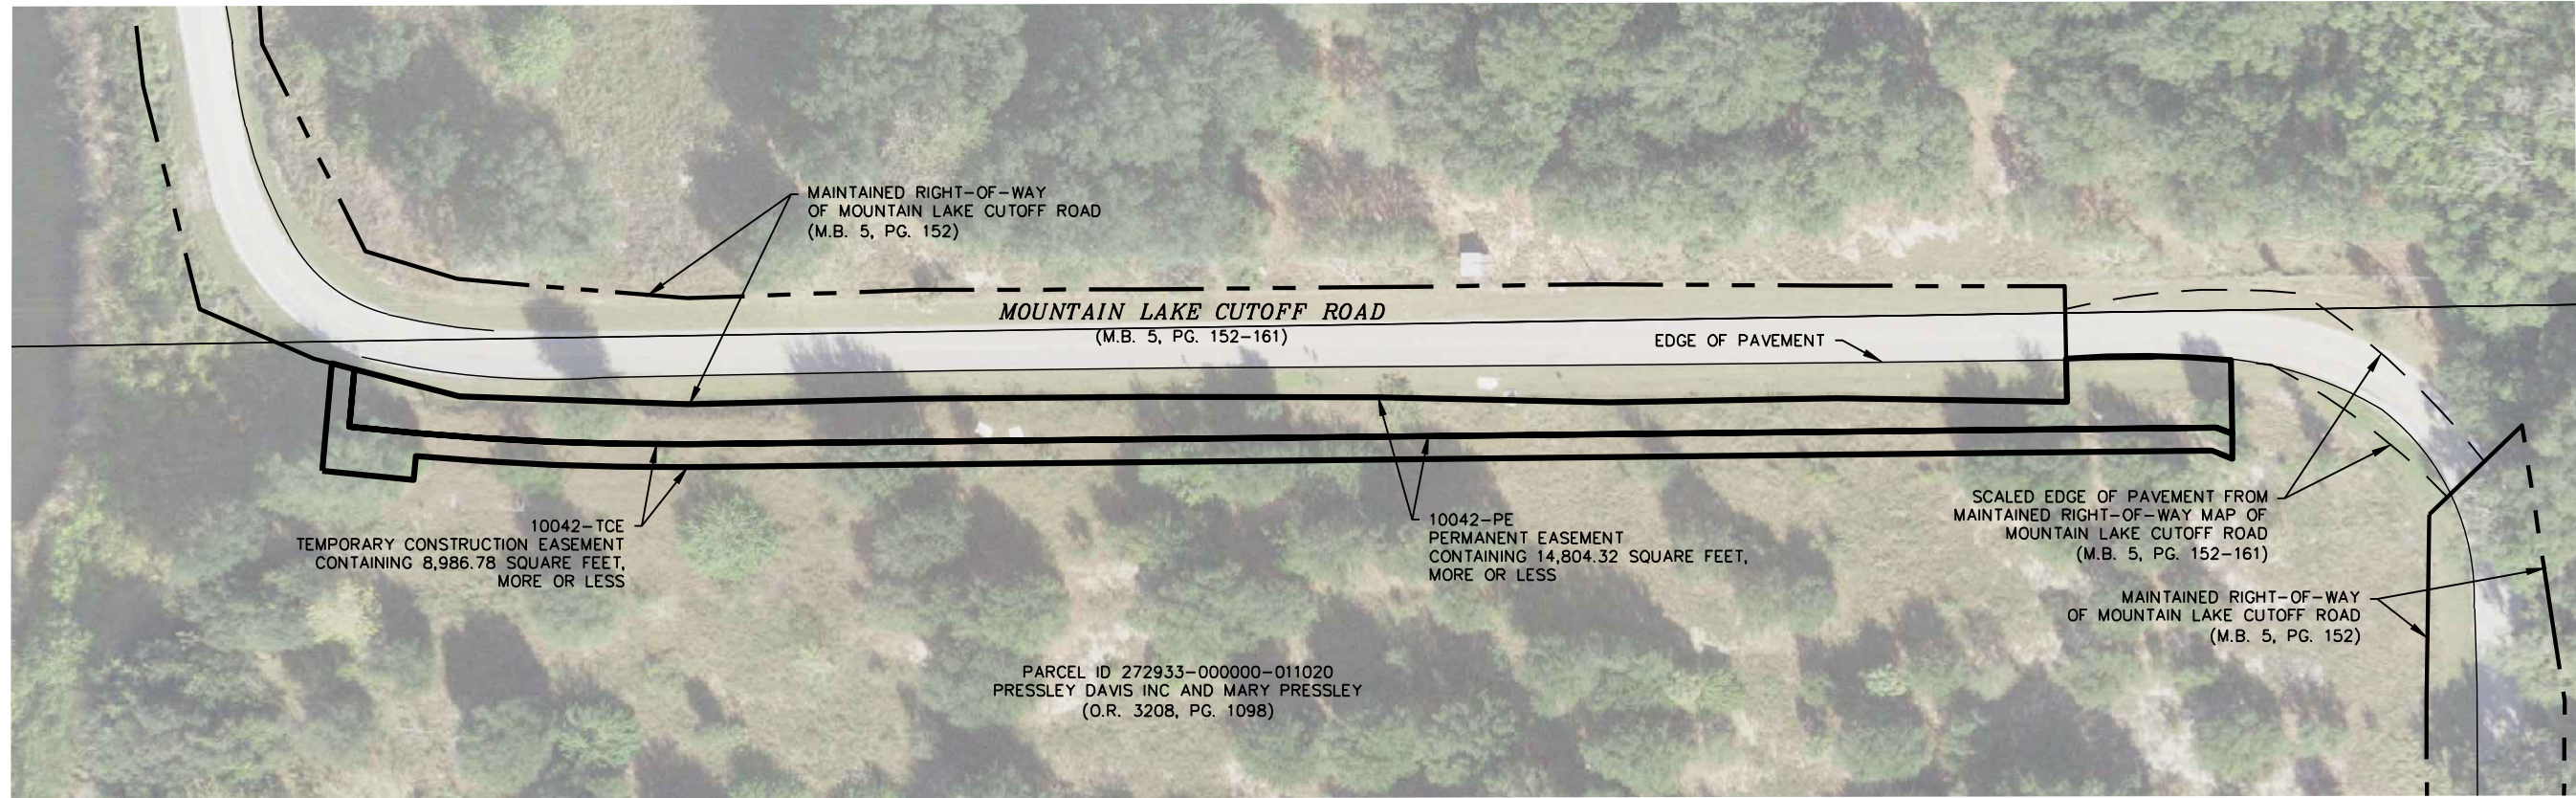 MAINTAINED RIGHT-OF-WAY
OF MOUNTAIN LAKE CUTOFF ROAD
(M.B. 5, PG. 152)
MOUNTAIN LAKE CUTOFF ROAD
(M.B. 5, PG. 152-161)
EDGE OF PAVEMENT
10042-TCE
TEMPORARY CONSTRUCTION EASEMENT
CONTAINING 8,986.78 SQUARE FEET,
MORE OR LESS
10042-PE
PERMANENT EASEMENT
CONTAINING 14,804.32 SQUARE FEET,
MORE OR LESS
SCALED EDGE OF PAVEMENT FROM
MAINTAINED RIGHT-OF-WAY MAP OF
MOUNTAIN LAKE CUTOFF ROAD
(M.B. 5, PG. 152-161)
MAINTAINED RIGHT-OF-WAY
OF MOUNTAIN LAKE CUTOFF ROAD
(M.B. 5, PG. 152)
PARCEL ID 272933-000000-011020
PRESSLEY DAVIS INC AND MARY PRESSLEY
(O.R. 3208, PG. 1098)